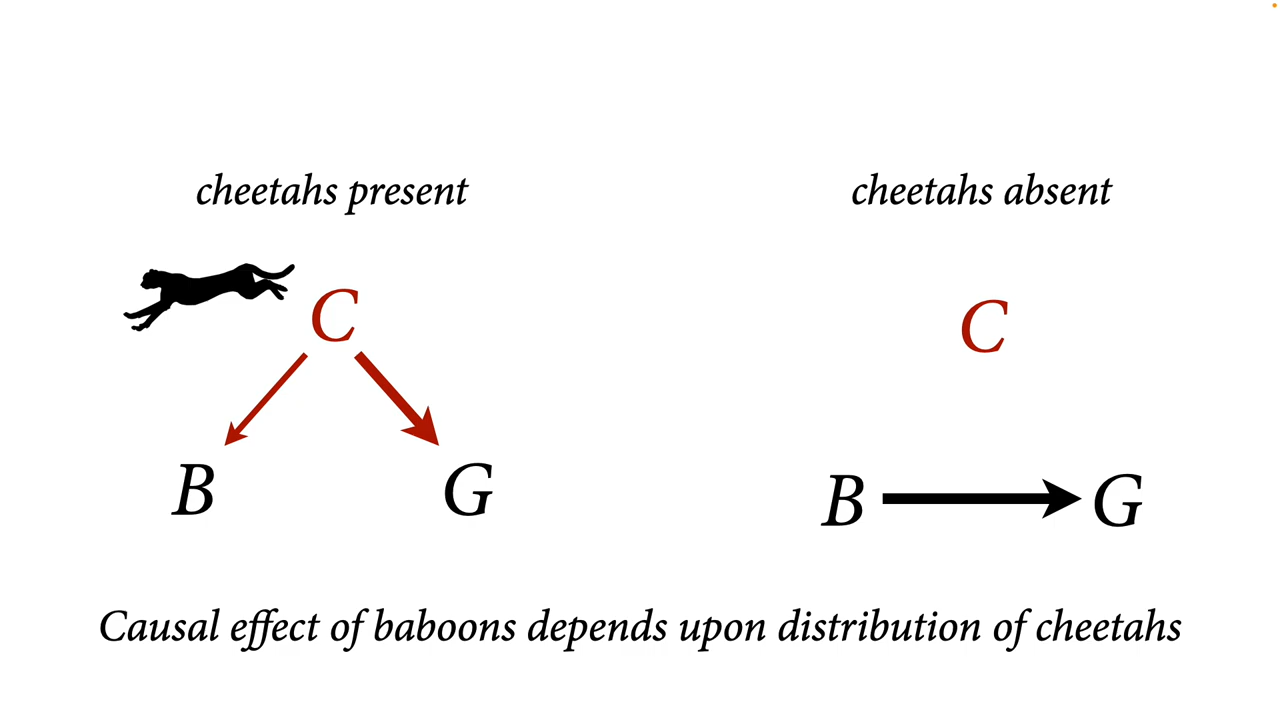 cheetahs present
cheetahs absent
C
C
B
G
B
G
Causal effect of baboons depends upon distribution of cheetahs